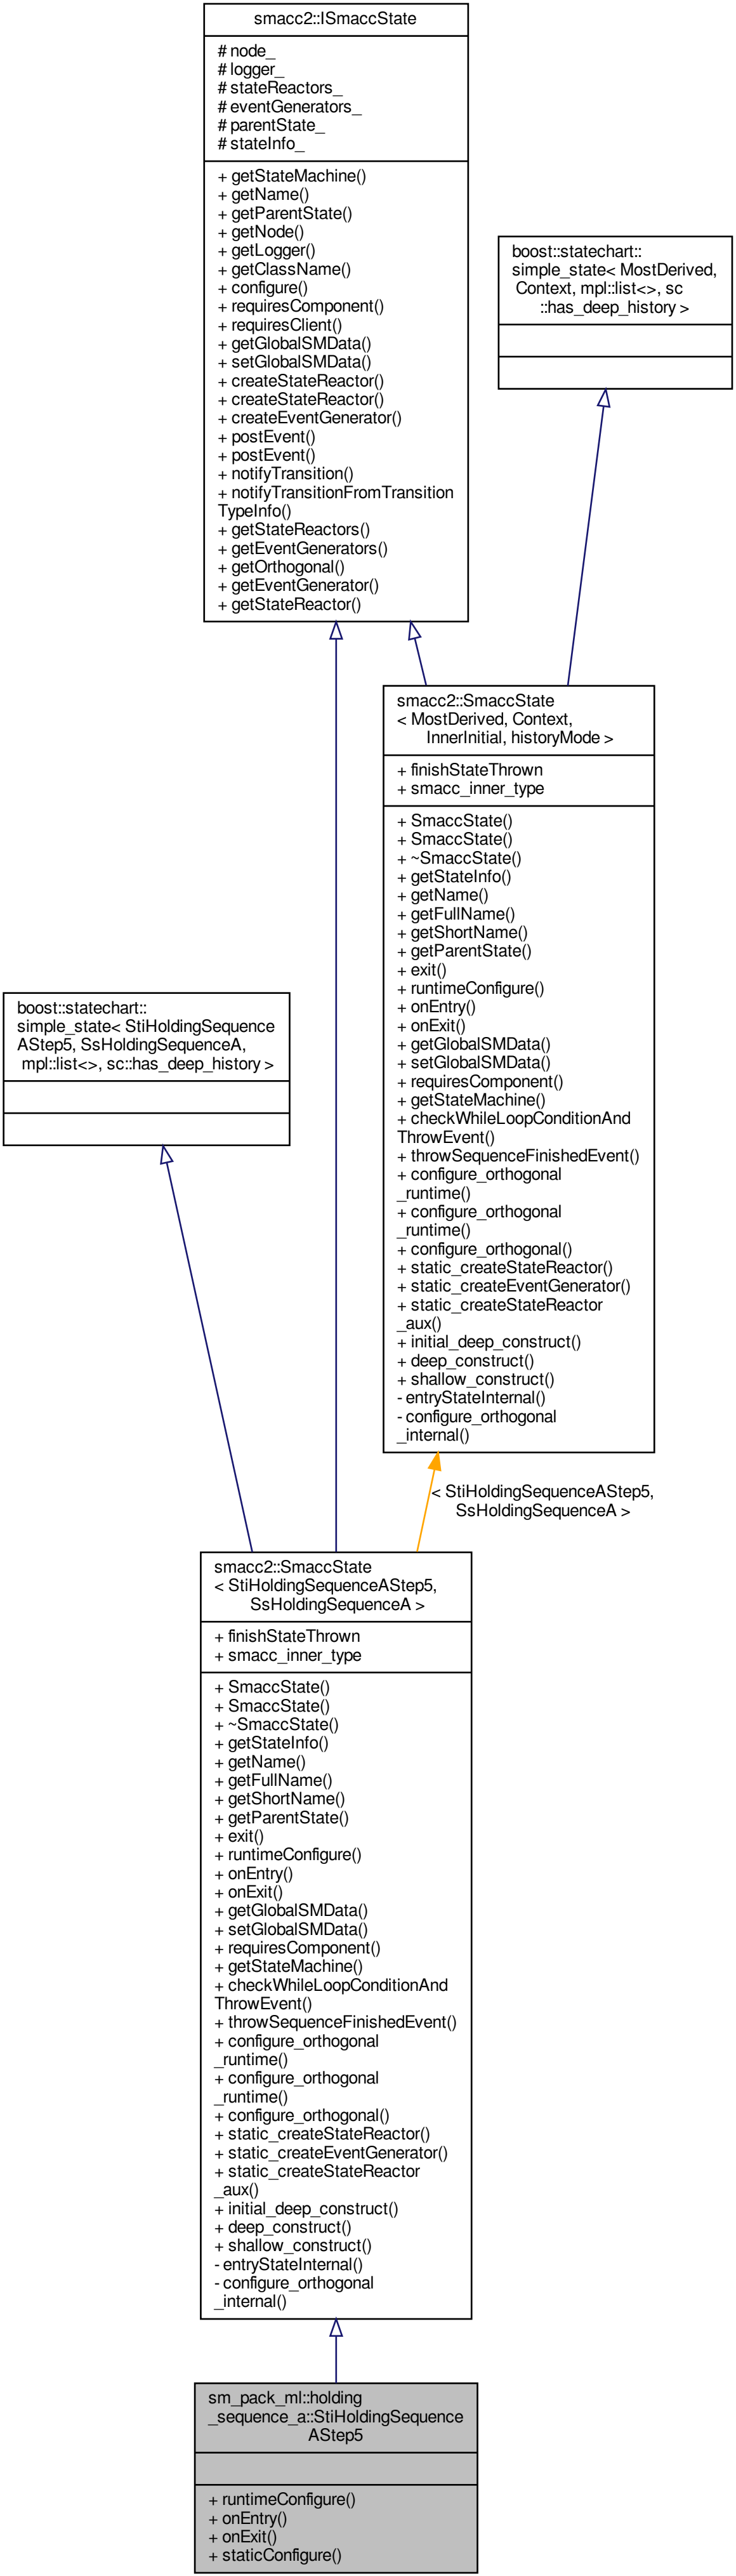 smacc2::ISmaccState
# node_
# logger_
# stateReactors_
# eventGenerators_
# parentState_
# stateInfo_
+ getStateMachine()
+ getName()
+ getParentState()
+ getNode()
+ getLogger()
+ getClassName()
+ configure()
+ requiresComponent()
+ requiresClient()
+ getGlobalSMData()
+ setGlobalSMData()
+ createStateReactor()
+ createStateReactor()
+ createEventGenerator()
+ postEvent()
+ postEvent()
+ notifyTransition()
+ notifyTransitionFromTransition
TypeInfo()
+ getStateReactors()
+ getEventGenerators()
+ getOrthogonal()
+ getEventGenerator()
+ getStateReactor()
boost::statechart::
simple_state< MostDerived,
Context, mpl::list<>, sc
::has_deep_history >
smacc2::SmaccState
< MostDerived, Context,
InnerInitial, historyMode >
+ finishStateThrown
+ smacc_inner_type
+ SmaccState()
+ SmaccState()
+ ~SmaccState()
+ getStateInfo()
+ getName()
+ getFullName()
+ getShortName()
+ getParentState()
+ exit()
+ runtimeConfigure()
+ onEntry()
+ onExit()
+ getGlobalSMData()
+ setGlobalSMData()
+ requiresComponent()
+ getStateMachine()
+ checkWhileLoopConditionAnd
ThrowEvent()
+ throwSequenceFinishedEvent()
+ configure_orthogonal
_runtime()
+ configure_orthogonal
_runtime()
+ configure_orthogonal()
+ static_createStateReactor()
+ static_createEventGenerator()
+ static_createStateReactor
_aux()
+ initial_deep_construct()
+ deep_construct()
+ shallow_construct()
- entryStateInternal()
- configure_orthogonal
_internal()
boost::statechart::
simple_state< StiHoldingSequence
AStep5, SsHoldingSequenceA,
mpl::list<>, sc::has_deep_history >
< StiHoldingSequenceAStep5,
SsHoldingSequenceA >
smacc2::SmaccState
< StiHoldingSequenceAStep5,
SsHoldingSequenceA >
+ finishStateThrown
+ smacc_inner_type
+ SmaccState()
+ SmaccState()
+ ~SmaccState()
+ getStateInfo()
+ getName()
+ getFullName()
+ getShortName()
+ getParentState()
+ exit()
+ runtimeConfigure()
+ onEntry()
+ onExit()
+ getGlobalSMData()
+ setGlobalSMData()
+ requiresComponent()
+ getStateMachine()
+ checkWhileLoopConditionAnd
ThrowEvent()
+ throwSequenceFinishedEvent()
+ configure_orthogonal
_runtime()
+ configure_orthogonal
_runtime()
+ configure_orthogonal()
+ static_createStateReactor()
+ static_createEventGenerator()
+ static_createStateReactor
_aux()
+ initial_deep_construct()
+ deep_construct()
+ shallow_construct()
- entryStateInternal()
- configure_orthogonal
_internal()
sm_pack_ml::holding
_sequence_a::StiHoldingSequence
AStep5
+ runtimeConfigure()
+ onEntry()
+ onExit()
+ staticConfigure()